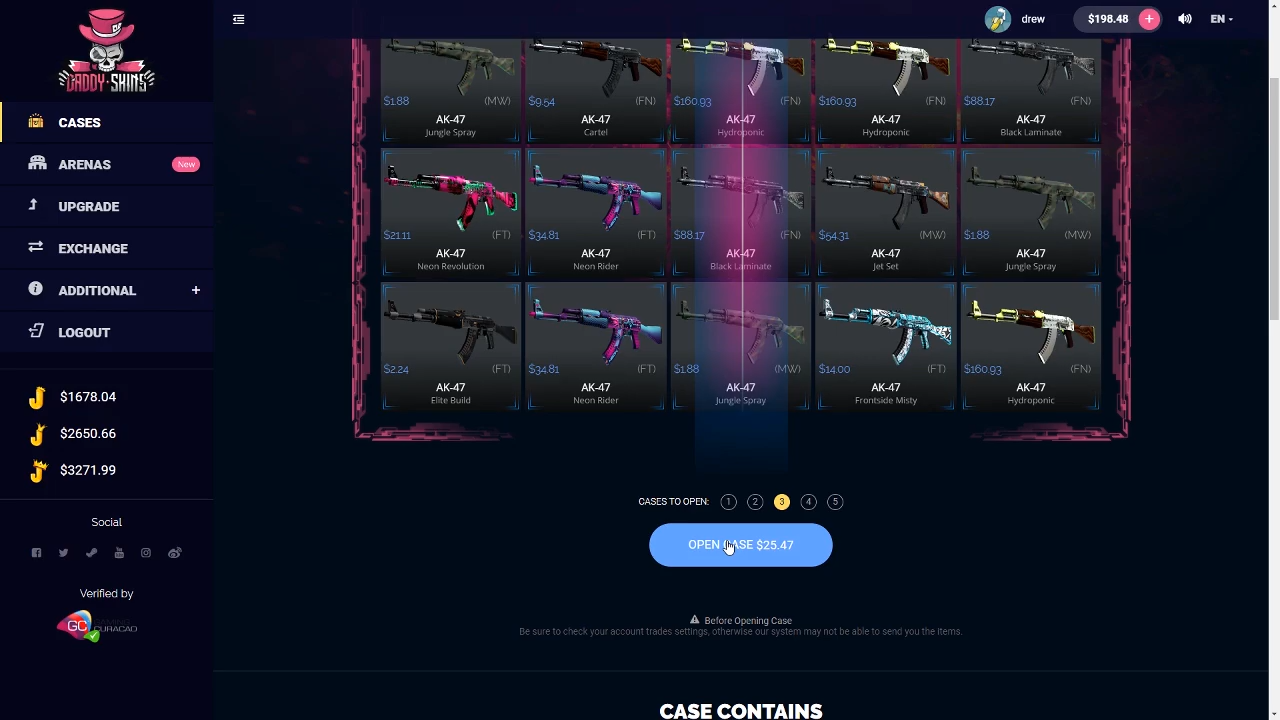 DADDY-SKINS
drew
$198.48
EN
CASES
ARENAS
New
UPGRADE
EXCHANGE
ADDITIONAL
LOGOUT
$1678.04
$2650.66
$3271.99
Social
Verified by
GC GAMING CURACAO
$1.88 (MW)
AK-47
Jungle Spray
$9.54 (FN)
AK-47
Cartel
$160.93 (FN)
AK-47
Hydroponic
$160.93 (FN)
AK-47
Hydroponic
$88.17 (FN)
AK-47
Black Laminate
$21.11 (FT)
AK-47
Neon Revolution
$34.81 (FT)
AK-47
Neon Rider
$88.17 (FN)
AK-47
Black Laminate
$54.31 (MW)
AK-47
Jet Set
$1.88 (MW)
AK-47
Jungle Spray
$2.24 (FT)
AK-47
Elite Build
$34.81 (FT)
AK-47
Neon Rider
$1.88 (MW)
AK-47
Jungle Spray
$14.00 (FT)
AK-47
Frontside Misty
$160.93 (FN)
AK-47
Hydroponic
CASES TO OPEN: 1 2 3 4 5
OPEN CASE $25.47
Before Opening Case
Be sure to check your account trades settings, otherwise our system may not be able to send you the items.
CASE CONTAINS